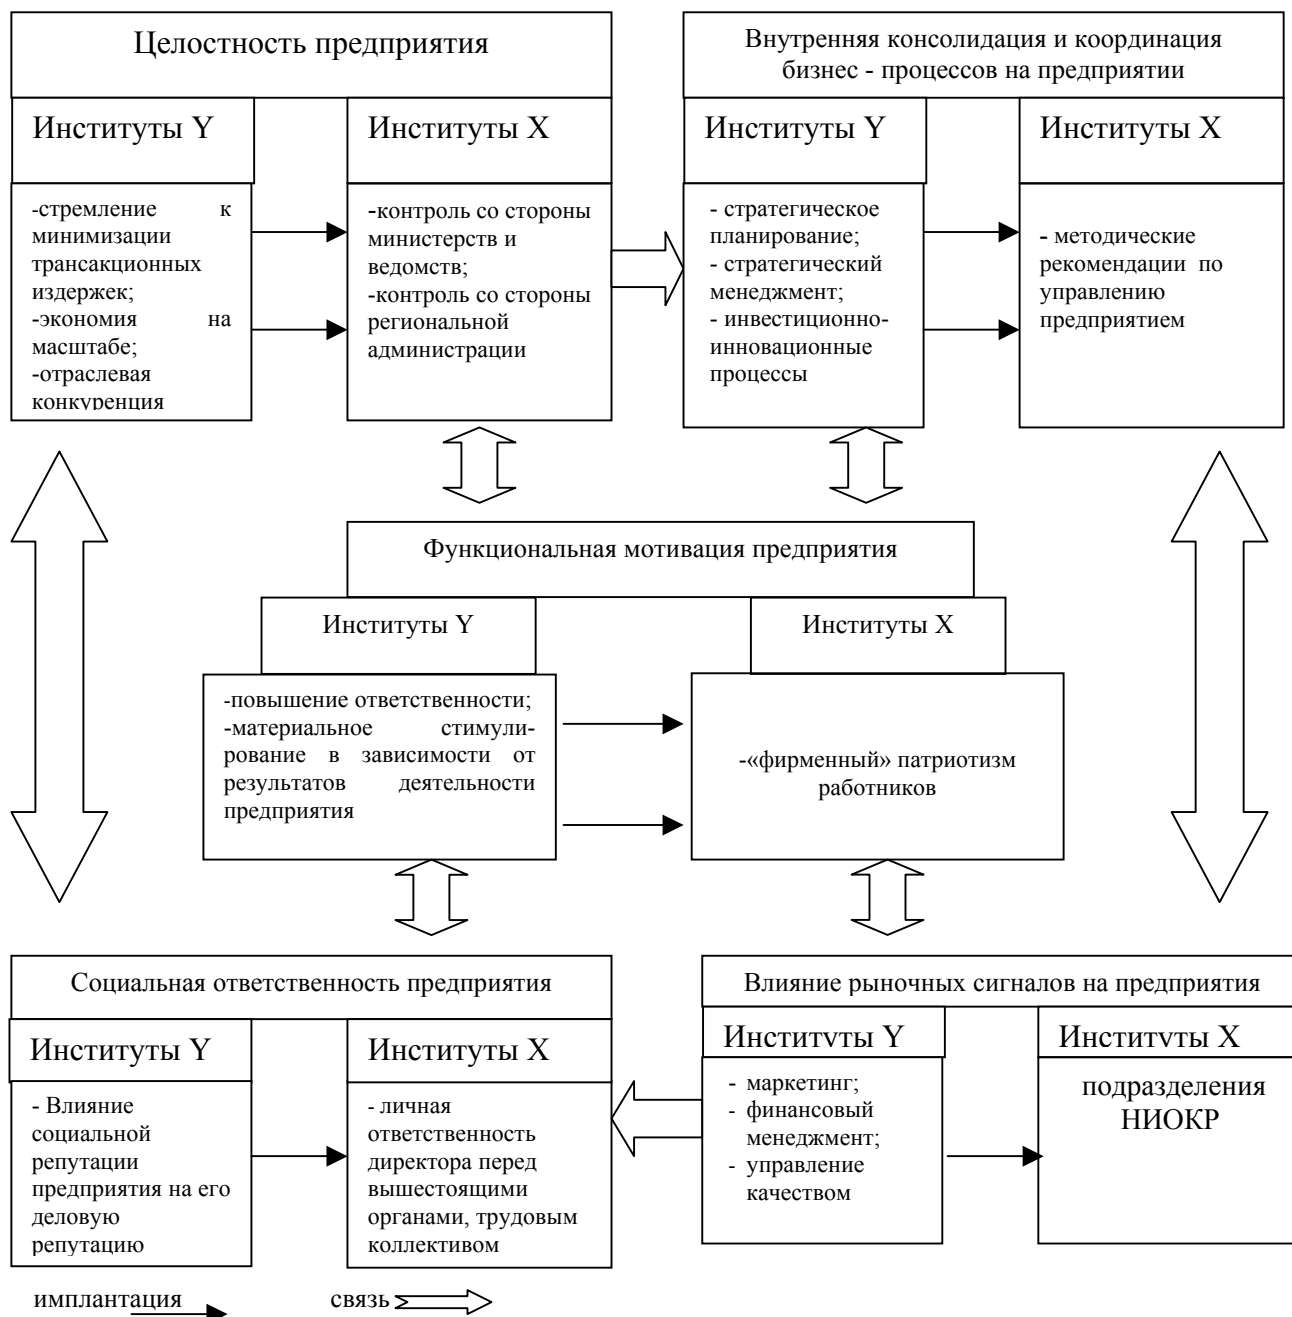 Целостность предприятия
Внутренняя консолидация и координация
бизнес - процессов на предприятии
Институты Y
Институты X
Институты Y
Институты X
-стремление к
минимизации
трансакционных
издержек;
-экономия на
масштабе;
-отраслевая
конкуренция
-контроль со стороны
министерств и
ведомств;
-контроль со стороны
региональной
администрации
- стратегическое
планирование;
- стратегический
менеджмент;
- инвестиционно-
инновационные
процессы
- методические
рекомендации по
управлению
предприятием
Функциональная мотивация предприятия
Институты Y
Институты X
-повышение ответственности;
-материальное стимули-
рование в зависимости от
результатов деятельности
предприятия
-«фирменный» патриотизм
работников
Социальная ответственность предприятия
Влияние рыночных сигналов на предприятия
Институты Y
Институты X
Институты Y
Институты X
- Влияние
социальной
репутации
предприятия на его
деловую
репутацию
- личная
ответственность
директора перед
вышестоящими
органами, трудовым
коллективом
- маркетинг;
- финансовый
менеджмент;
- управление
качеством
подразделения
НИОКР
имплантация
связь